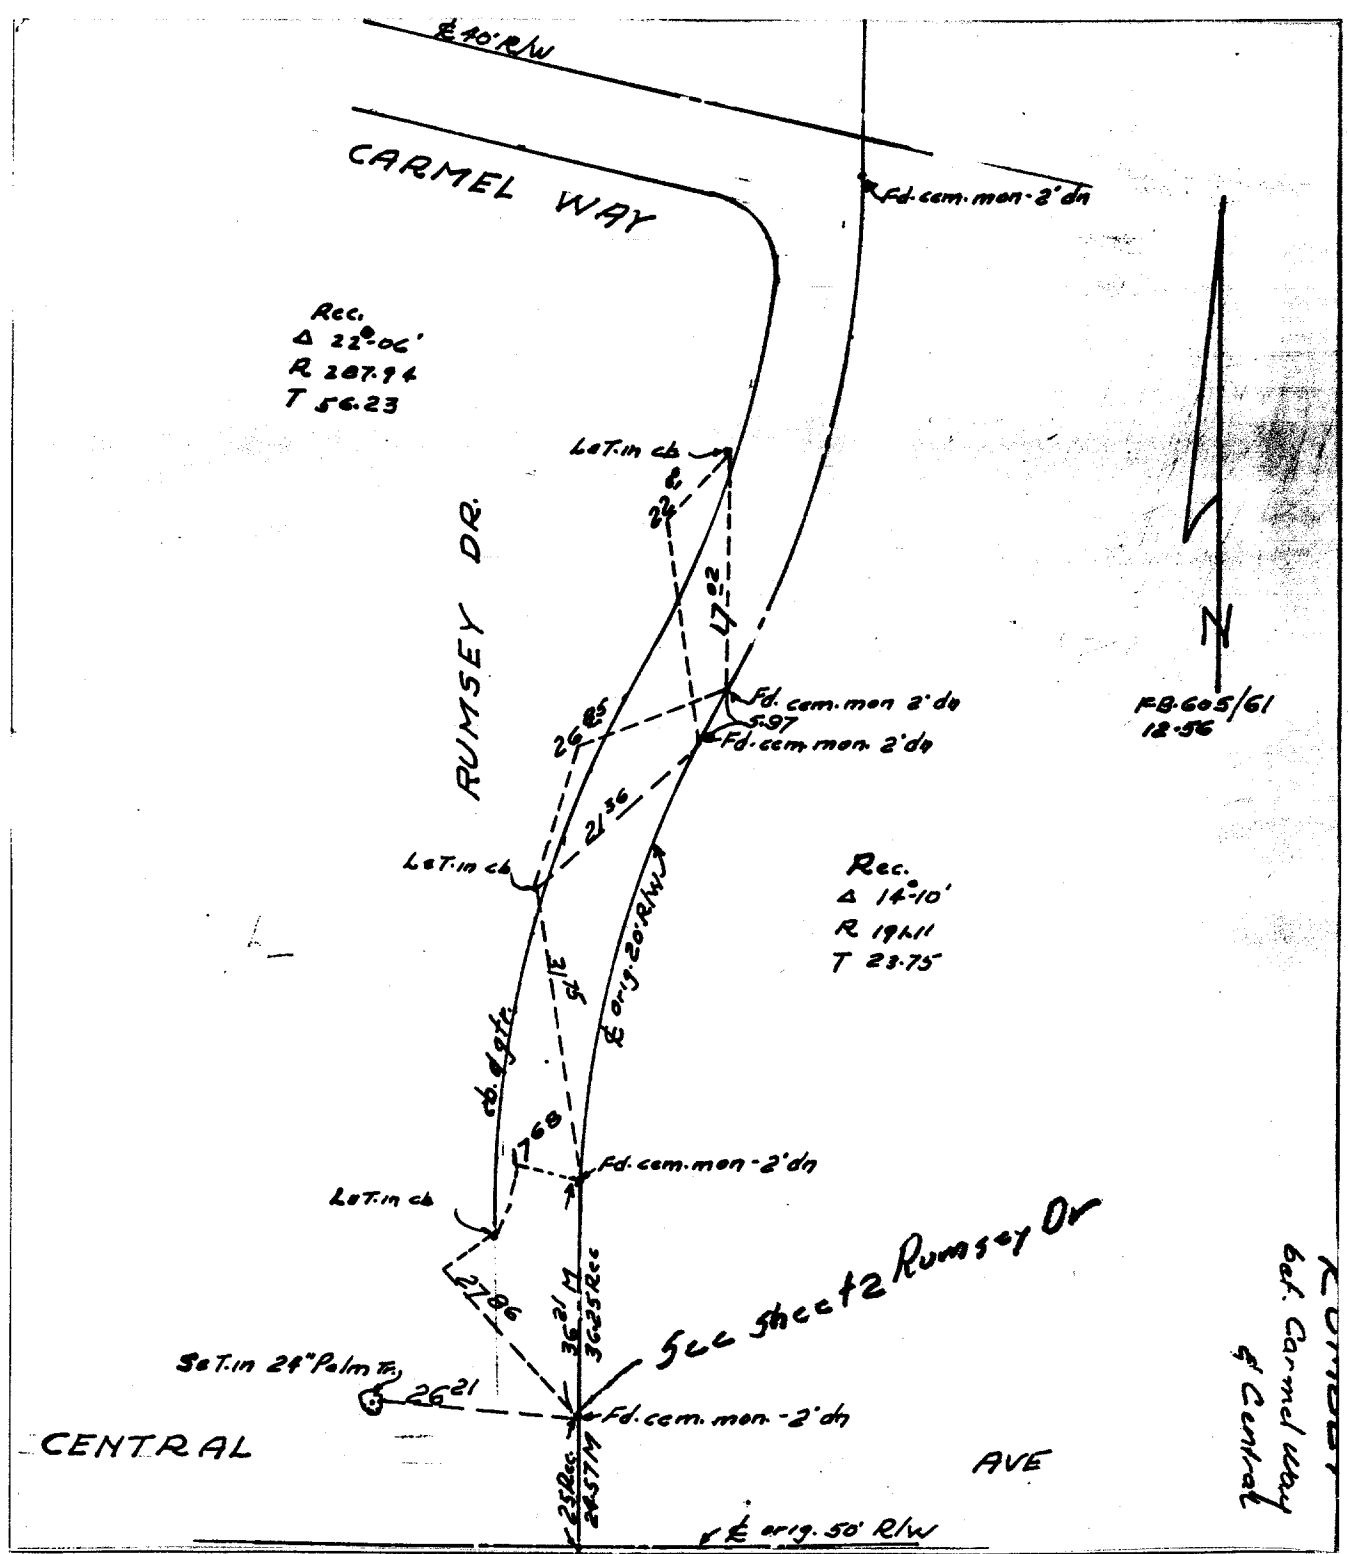 ℄ 40' R/W
CARMEL WAY
Fd. cem. mon - 2' dn
Rec.
Δ 22°-06'
R 287.94
T 56.23
L&T. in cb
22
RUMSEY DR.
47 02
Fd. cem. mon 2' dn
5.97
Fd. cem. mon. 2' dn
26 85
N
FB. 605/61
12-56
21 36
L&T. in cb
Rec.
Δ 14°-10'
R 191.11
T 23.75
℄ orig. 20' R/W
31
cb. & gtr.
17 68
Fd. cem. mon - 2' dn
L&T. in cb
27 86
36 21 M
36.25 Rec
See Sheet 2 Rumsey Dr
S&T. in 24" Palm Tr.
26 21
Fd. cem. mon. - 2' dn
CENTRAL AVE
25 Rec.
24.57 M
℄ orig. 50' R/W
RUMSEY
bet. Carmel Way
& Central